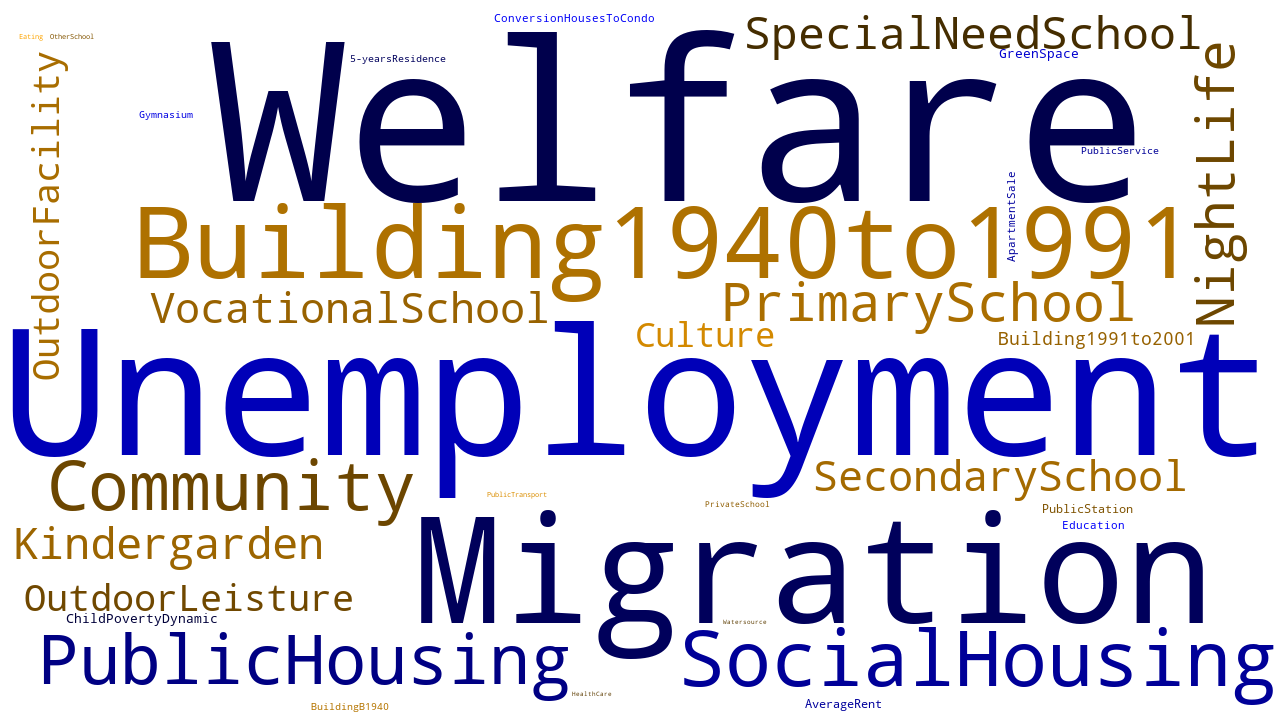 ConversionHousesToCondo
SpecialNeedSchool
Eating
OtherSchool
5-yearsResidence
GreenSpace
Welfare
Gymnasium
PublicService
OutdoorFacility
NightLife
ApartmentSale
Building1940to1991
VocationalSchool
PrimarySchool
Culture
Building1991to2001
Unemployment
Community
SecondarySchool
PublicTransport
PrivateSchool
PublicStation
Education
Kindergarden
Migration
OutdoorLeisture
ChildPovertyDynamic
Watersource
PublicHousing
SocialHousing
HealthCare
BuildingB1940
AverageRent